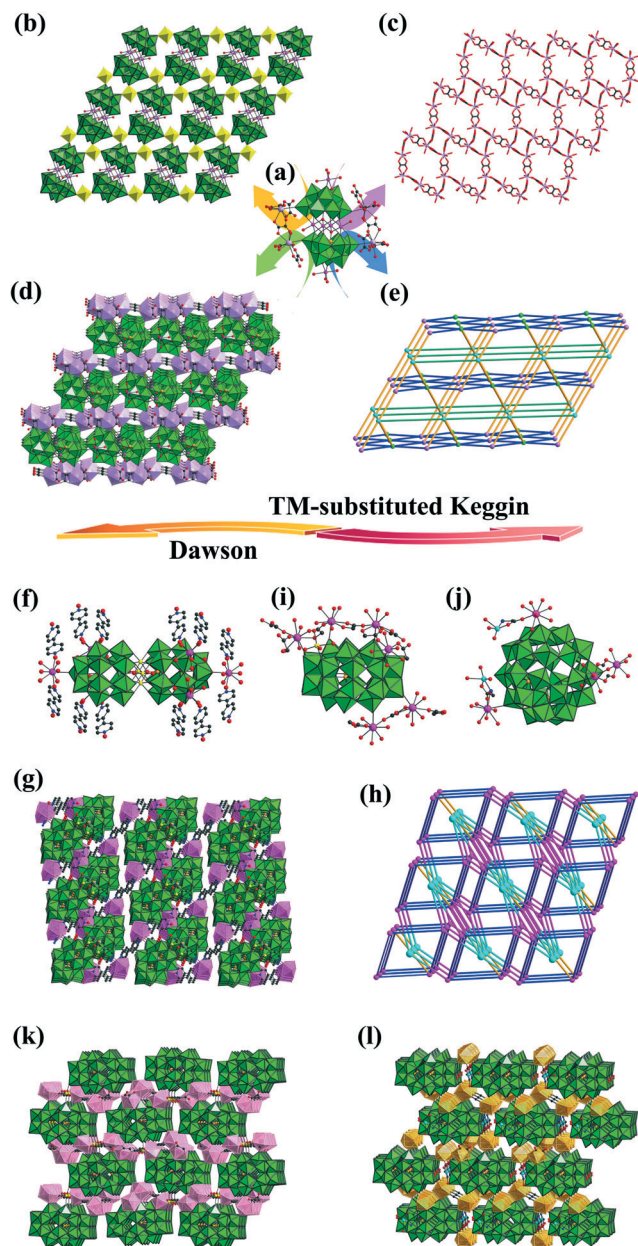 (b)
(c)
(a)
(d)
(e)
TM-substituted Keggin
Dawson
(f)
(i)
(j)
(g)
(h)
(k)
(l)